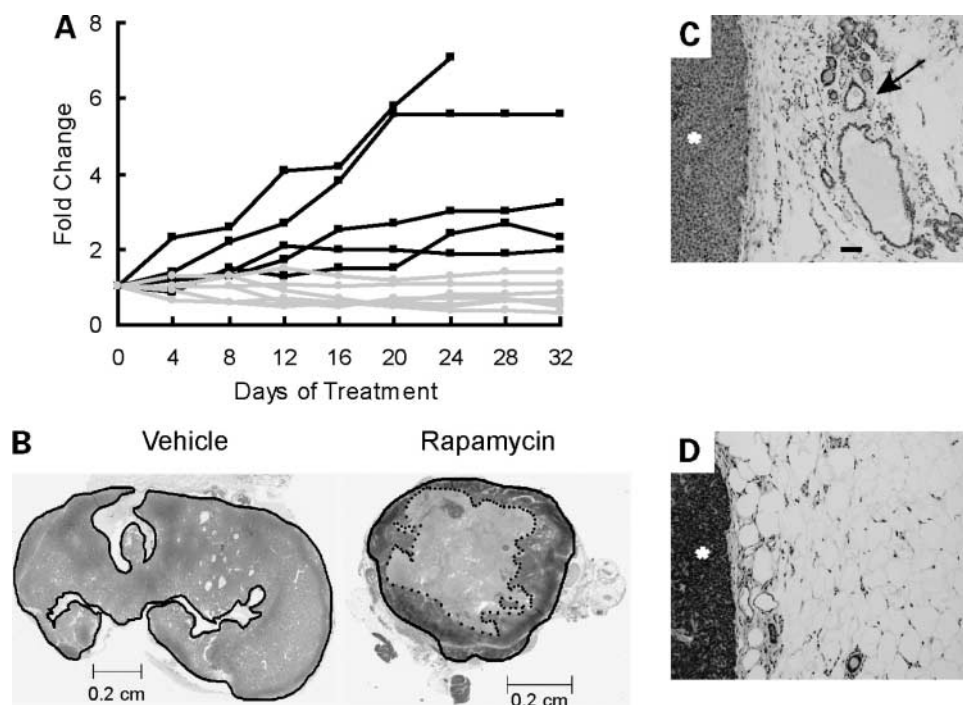 A
8
6
4
2
0
Fold Change
0 4 8 12 16 20 24 28 32
Days of Treatment
B
Vehicle
Rapamycin
0.2 cm
0.2 cm
C
*
D
*